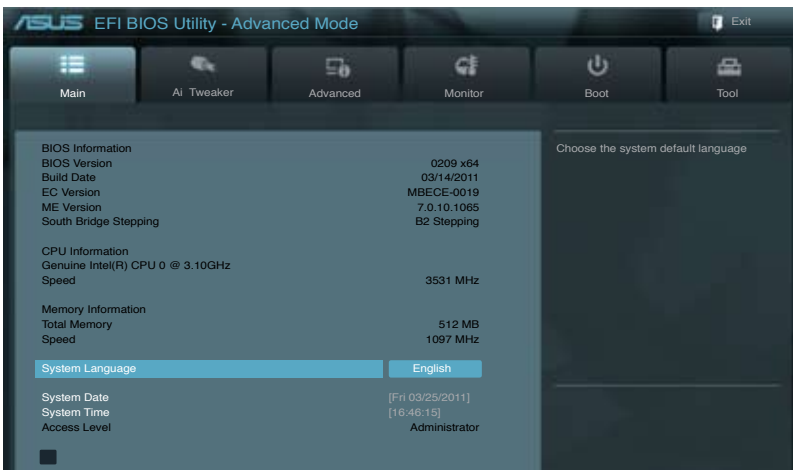 ASUS EFI BIOS Utility - Advanced Mode Exit
Main Ai Tweaker Advanced Monitor Boot Tool
BIOS Information
BIOS Version 0209 x64
Build Date 03/14/2011
EC Version MBECE-0019
ME Version 7.0.10.1065
South Bridge Stepping B2 Stepping
CPU Information
Genuine Intel(R) CPU 0 @ 3.10GHz
Speed 3531 MHz
Memory Information
Total Memory 512 MB
Speed 1097 MHz
System Language English
System Date [Fri 03/25/2011]
System Time [16:46:15]
Access Level Administrator
Choose the system default language